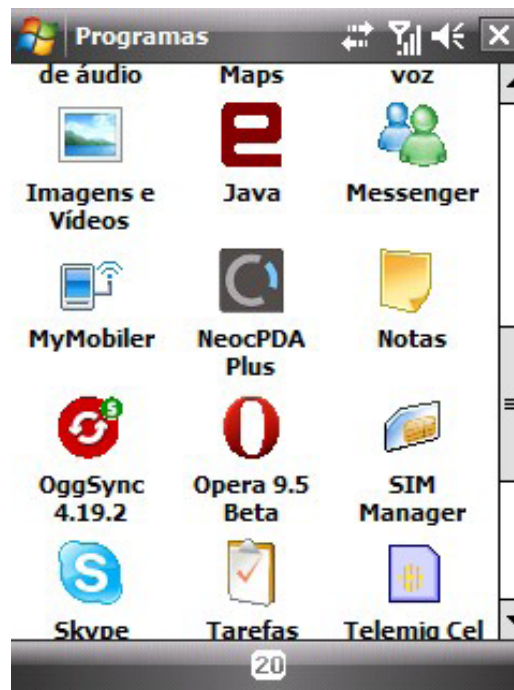 Programas
de áudio Maps voz
Imagens e Java Messenger
Vídeos
MyMobiler NeocPDA Notas
Plus
OggSync Opera 9.5 SIM
4.19.2 Beta Manager
Skype Tarefas Telemig Cel
20